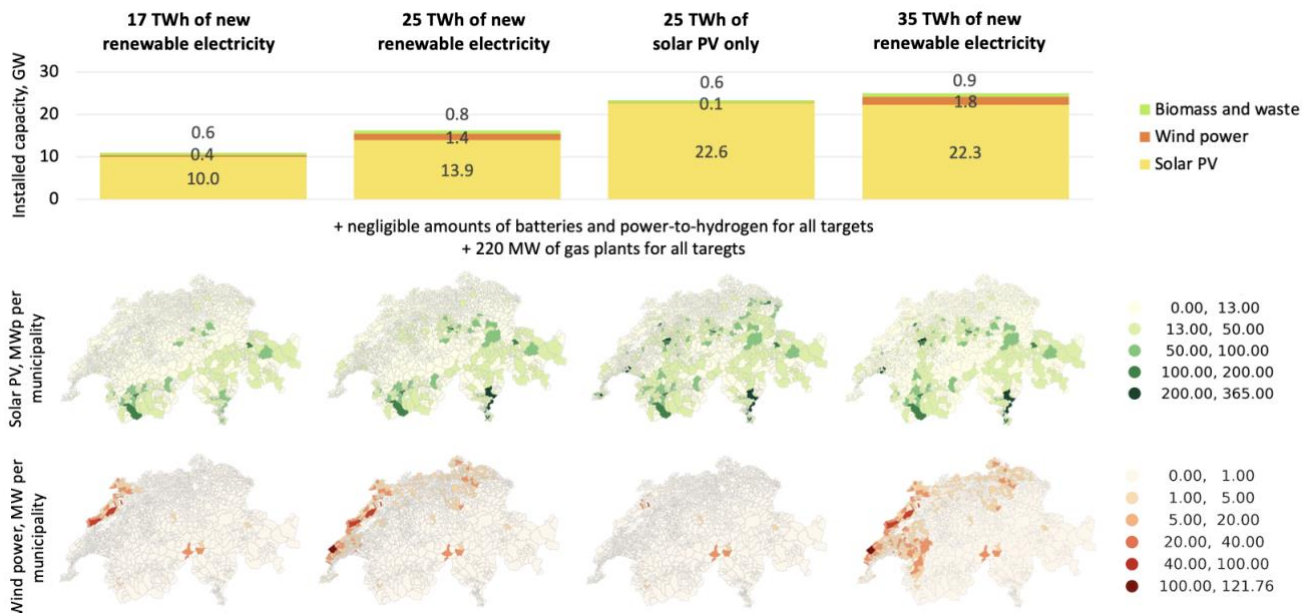 17 TWh of new
renewable electricity
25 TWh of new
renewable electricity
25 TWh of
solar PV only
35 TWh of new
renewable electricity
Installed capacity, GW
30
20
10
0
0.6
0.4
10.0
0.8
1.4
13.9
0.6
0.1
22.6
0.9
1.8
22.3
Biomass and waste
Wind power
Solar PV
+ negligible amounts of batteries and power-to-hydrogen for all targets
+ 220 MW of gas plants for all taregts
Solar PV, MWp per
municipality
0.00, 13.00
13.00, 50.00
50.00, 100.00
100.00, 200.00
200.00, 365.00
Wind power, MW per
municipality
0.00, 1.00
1.00, 5.00
5.00, 20.00
20.00, 40.00
40.00, 100.00
100.00, 121.76